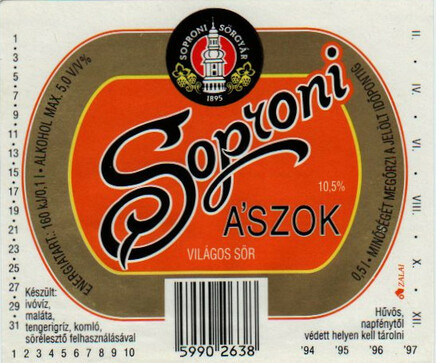 SOPRONI SÖRGYÁR
1895
Soproni
10,5%
A'SZOK
VILÁGOS SÖR
ENERGIATART.: 160 kJ/0,1 l • ALKOHOL MAX. 5,0 V/V%
0,5 l • MINŐSÉGÉT MEGŐRZI A JELÖLT IDŐPONTIG
1 •
3 •
5 •
7 •
9 •
11 •
13 •
15 •
17 •
19 •
21 •
23 •
25 •
27 •
29 •
31
II.
•
IV.
•
VI.
•
VIII.
•
X.
•
XII.
Készült:
ivóvíz,
maláta,
tengerigríz, komló,
sörélesztő felhasználásával
1 2 3 4 5 6 7 8 9 10
5990 2638
ZALAI
Hűvös,
napfénytől
védett helyen kell tárolni
'94 '95 '96 '97